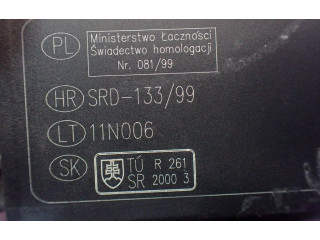 PL Ministerstwo Łączności
Świadectwo homologacji
Nr. 081/99
HR SRD-133/99
LT 11N006
SK TÚ R 261
SR 2000 3